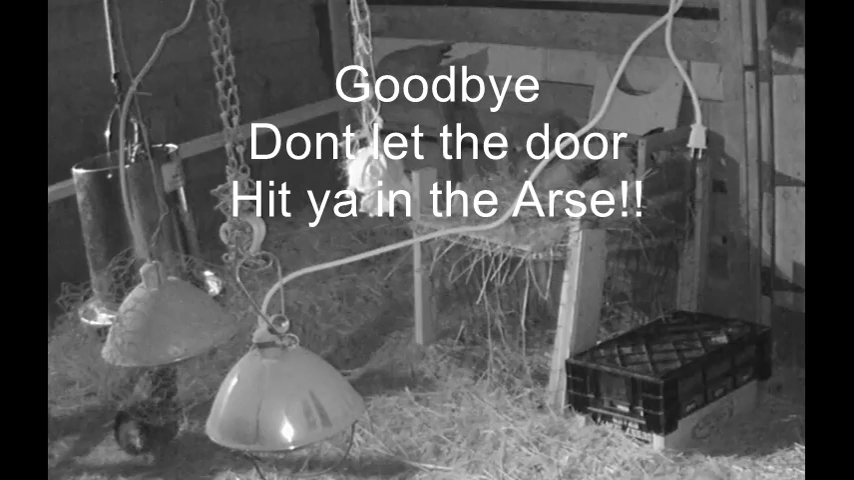 Goodbye
Dont let the door
Hit ya in the Arse!!